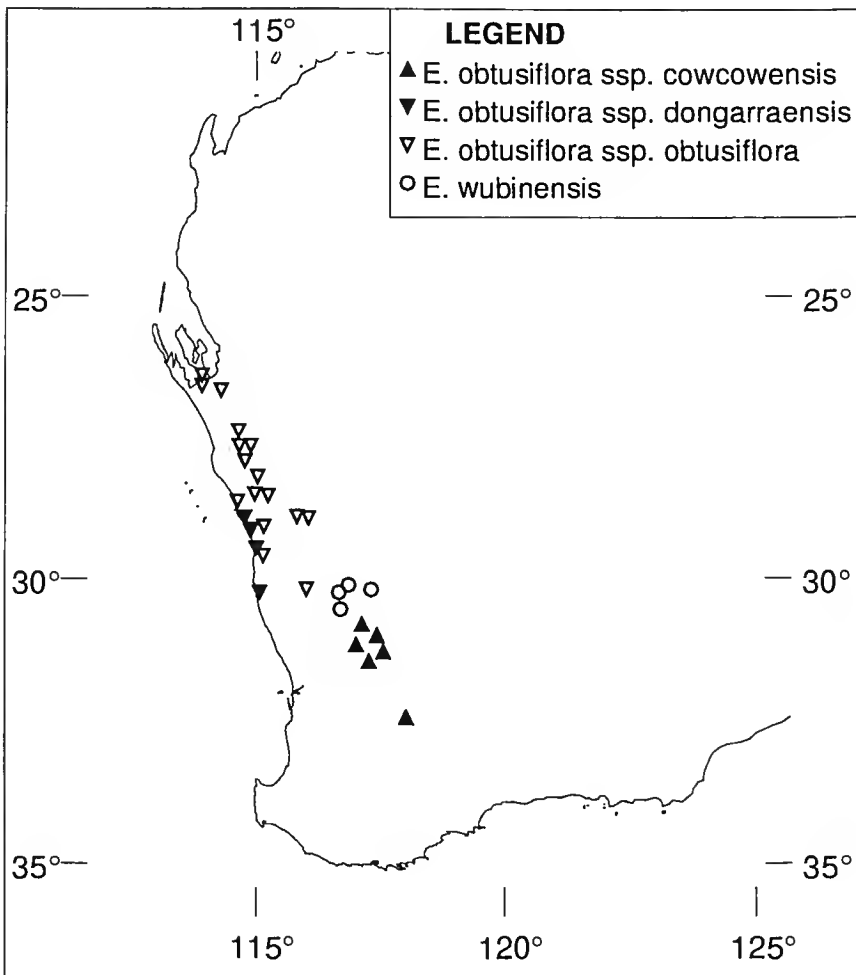 115°
LEGEND
▲ E. obtusiflora ssp. cowcowensis
▼ E. obtusiflora ssp. dongarraensis
▽ E. obtusiflora ssp. obtusiflora
○ E. wubinensis
25° 25°
30° 30°
35° 35°
115° 120° 125°